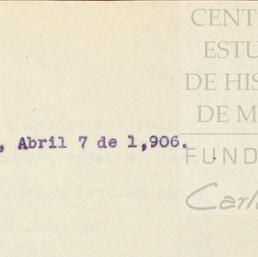 CENT
ESTU
DE HIS
DE M
, Abril 7 de 1,906.
FUND
Carl